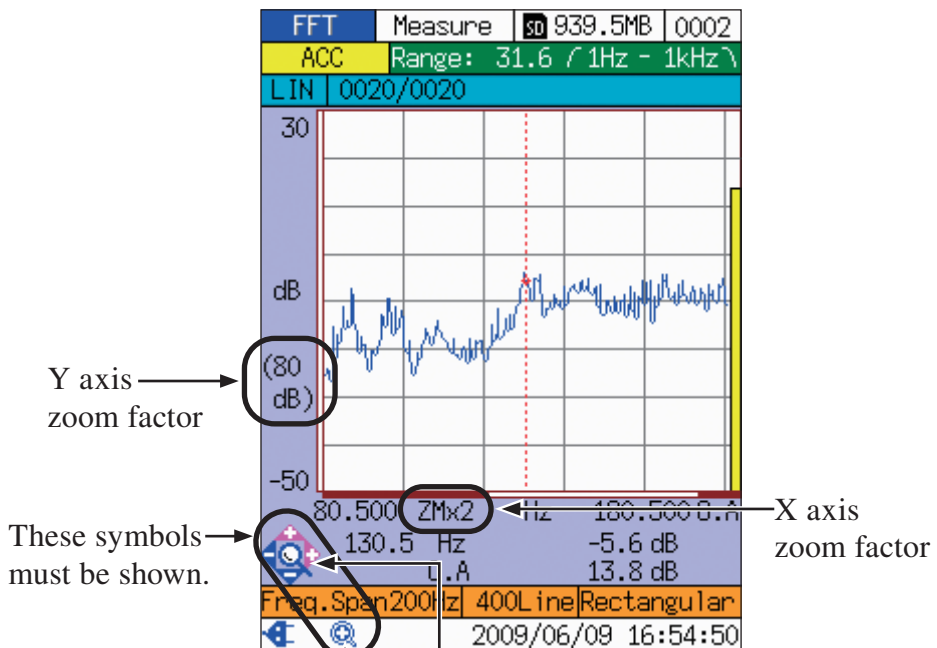 FFT Measure SD 939.5MB 0002
ACC Range: 31.6 / 1Hz - 1kHz
LIN 0020/0020
30
dB
(80
dB)
Y axis
zoom factor
-50
80.500 ZMx2 Hz 180.500 O.A
X axis
zoom factor
These symbols
must be shown.
130.5 Hz -5.6 dB
O.A 13.8 dB
Freq.Span200Hz 400Line Rectangular
2009/06/09 16:54:50